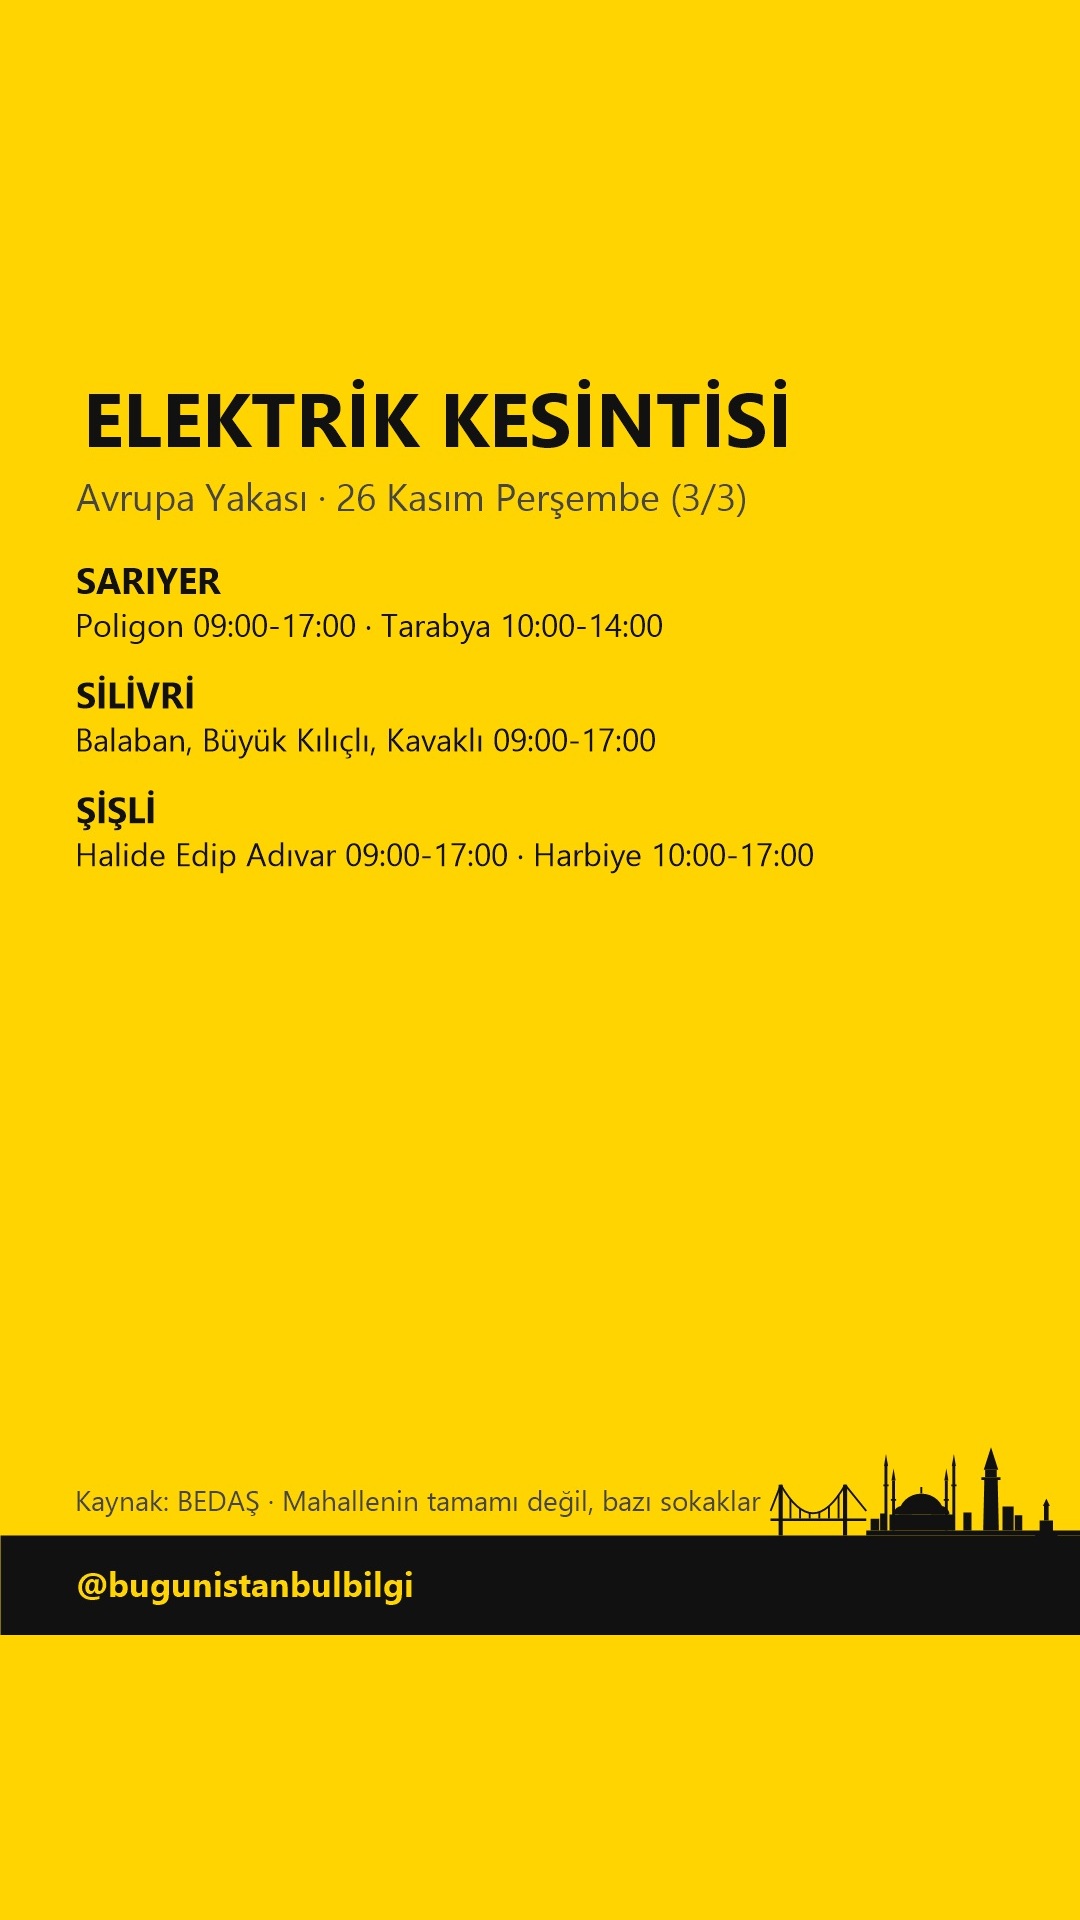 ELEKTRİK KESİNTİSİ
Avrupa Yakası · 26 Kasım Perşembe (3/3)
SARIYER
Poligon 09:00-17:00 · Tarabya 10:00-14:00
SİLİVRİ
Balaban, Büyük Kılıçlı, Kavaklı 09:00-17:00
ŞİŞLİ
Halide Edip Adıvar 09:00-17:00 · Harbiye 10:00-17:00
Kaynak: BEDAŞ · Mahallenin tamamı değil, bazı sokaklar
@bugunistanbulbilgi